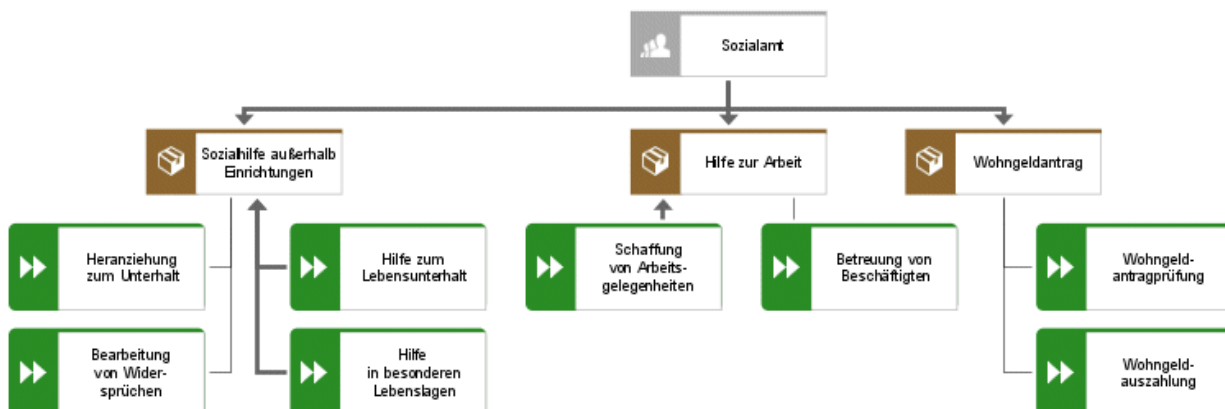 Sozialamt
Sozialhilfe außerhalb
Einrichtungen
Hilfe zur Arbeit
Wohngeldantrag
Heranziehung
zum Unterhalt
Hilfe zum
Lebensunterhalt
Schaffung
von Arbeits-
gelegenheiten
Betreuung von
Beschäftigten
Wohngeld-
antragprüfung
Bearbeitung
von Wider-
sprüchen
Hilfe
in besonderen
Lebenslagen
Wohngeld-
auszahlung